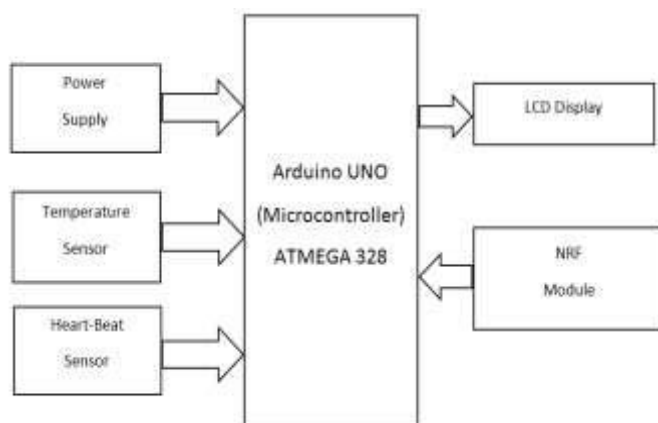 Power
Supply
Temperature
Sensor
Heart-Beat
Sensor
Arduino UNO
(Microcontroller)
ATMEGA 328
LCD Display
NRF
Module